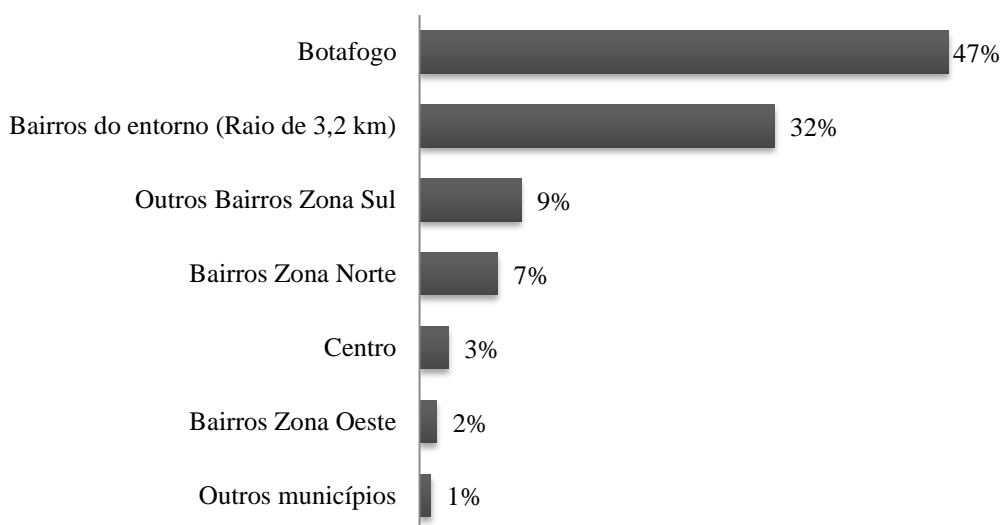 Botafogo 47%
Bairros do entorno (Raio de 3,2 km) 32%
Outros Bairros Zona Sul 9%
Bairros Zona Norte 7%
Centro 3%
Bairros Zona Oeste 2%
Outros municípios 1%